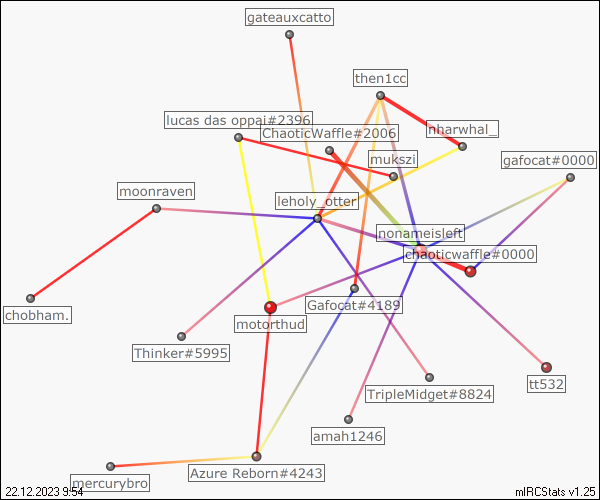 gateauxcatto
then1cc
lucas das oppai#2396
ChaoticWaffle#2006
nharwhal_
mukszi
gafocat#0000
moonraven
leholy_otter
nonameisleft
chaoticwaffle#0000
chobham.
Gafocat#4189
motorthud
Thinker#5995
TripleMidget#8824
tt532
amah1246
Azure Reborn#4243
mercurybro
22.12.2023 9:54
mIRCStats v1.25